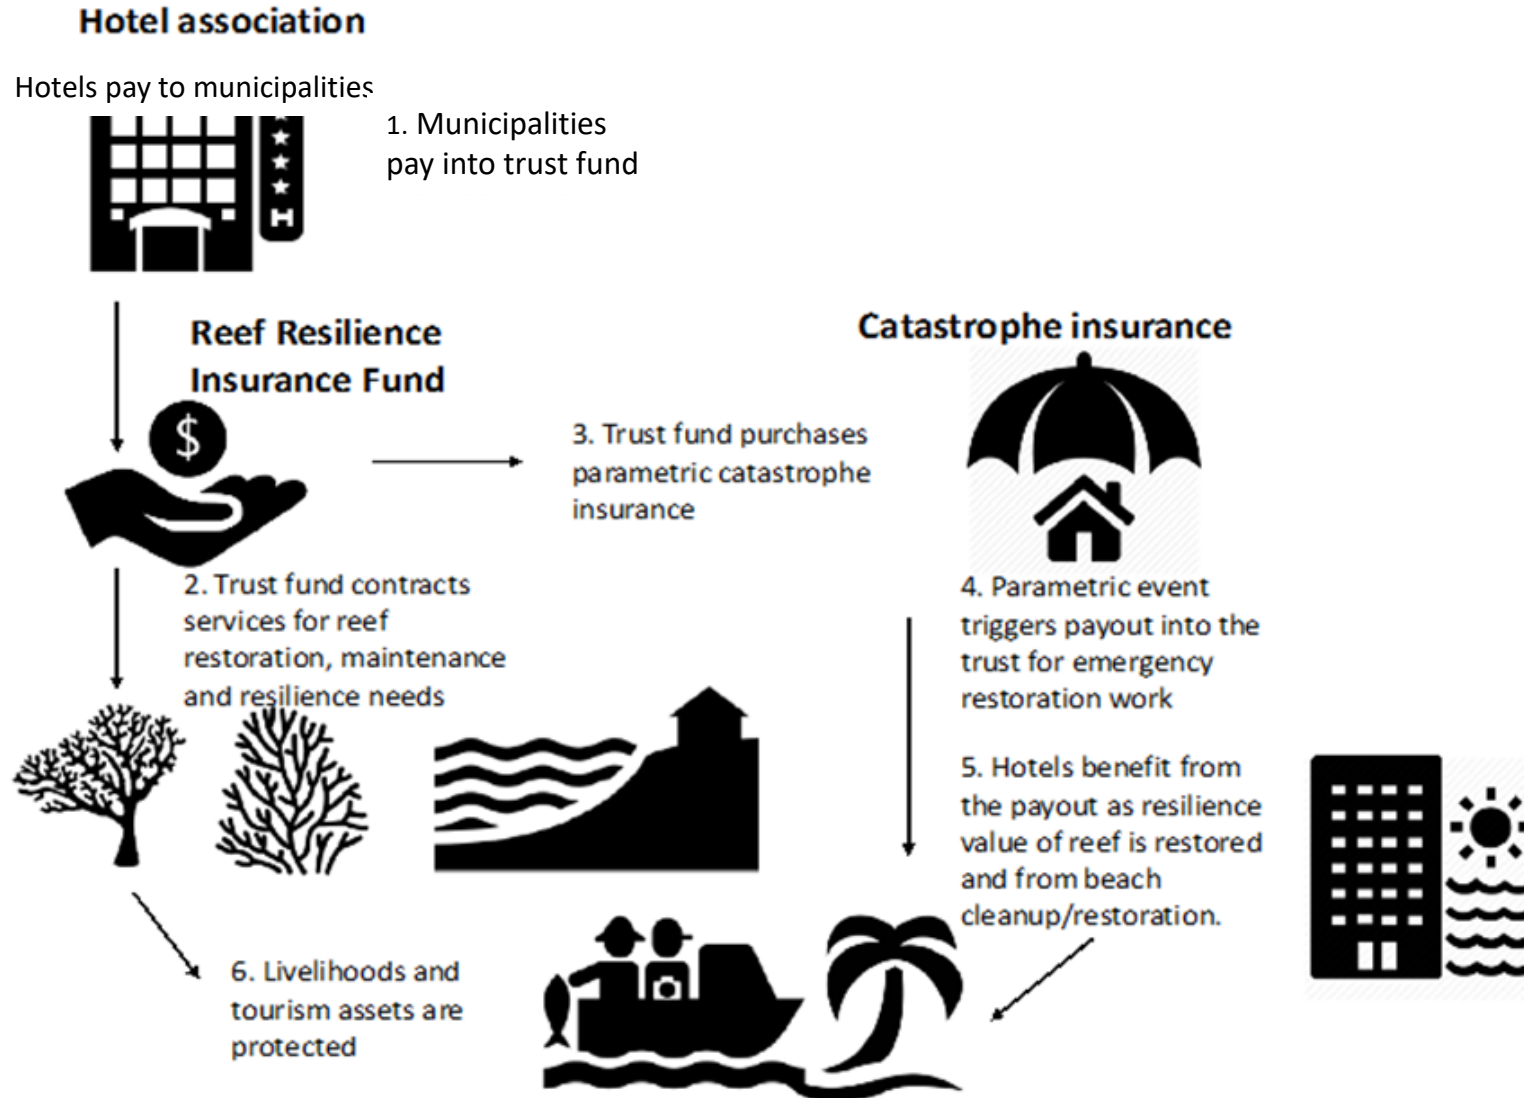 Hotel association
Hotels pay to municipalities
H
1. Municipalities
pay into trust fund
Reef Resilience
Insurance Fund
$
Catastrophe insurance
3. Trust fund purchases
parametric catastrophe
insurance
2. Trust fund contracts
services for reef
restoration, maintenance
and resilience needs
4. Parametric event
triggers payout into the
trust for emergency
restoration work
5. Hotels benefit from
the payout as resilience
value of reef is restored
and from beach
cleanup/restoration.
6. Livelihoods and
tourism assets are
protected